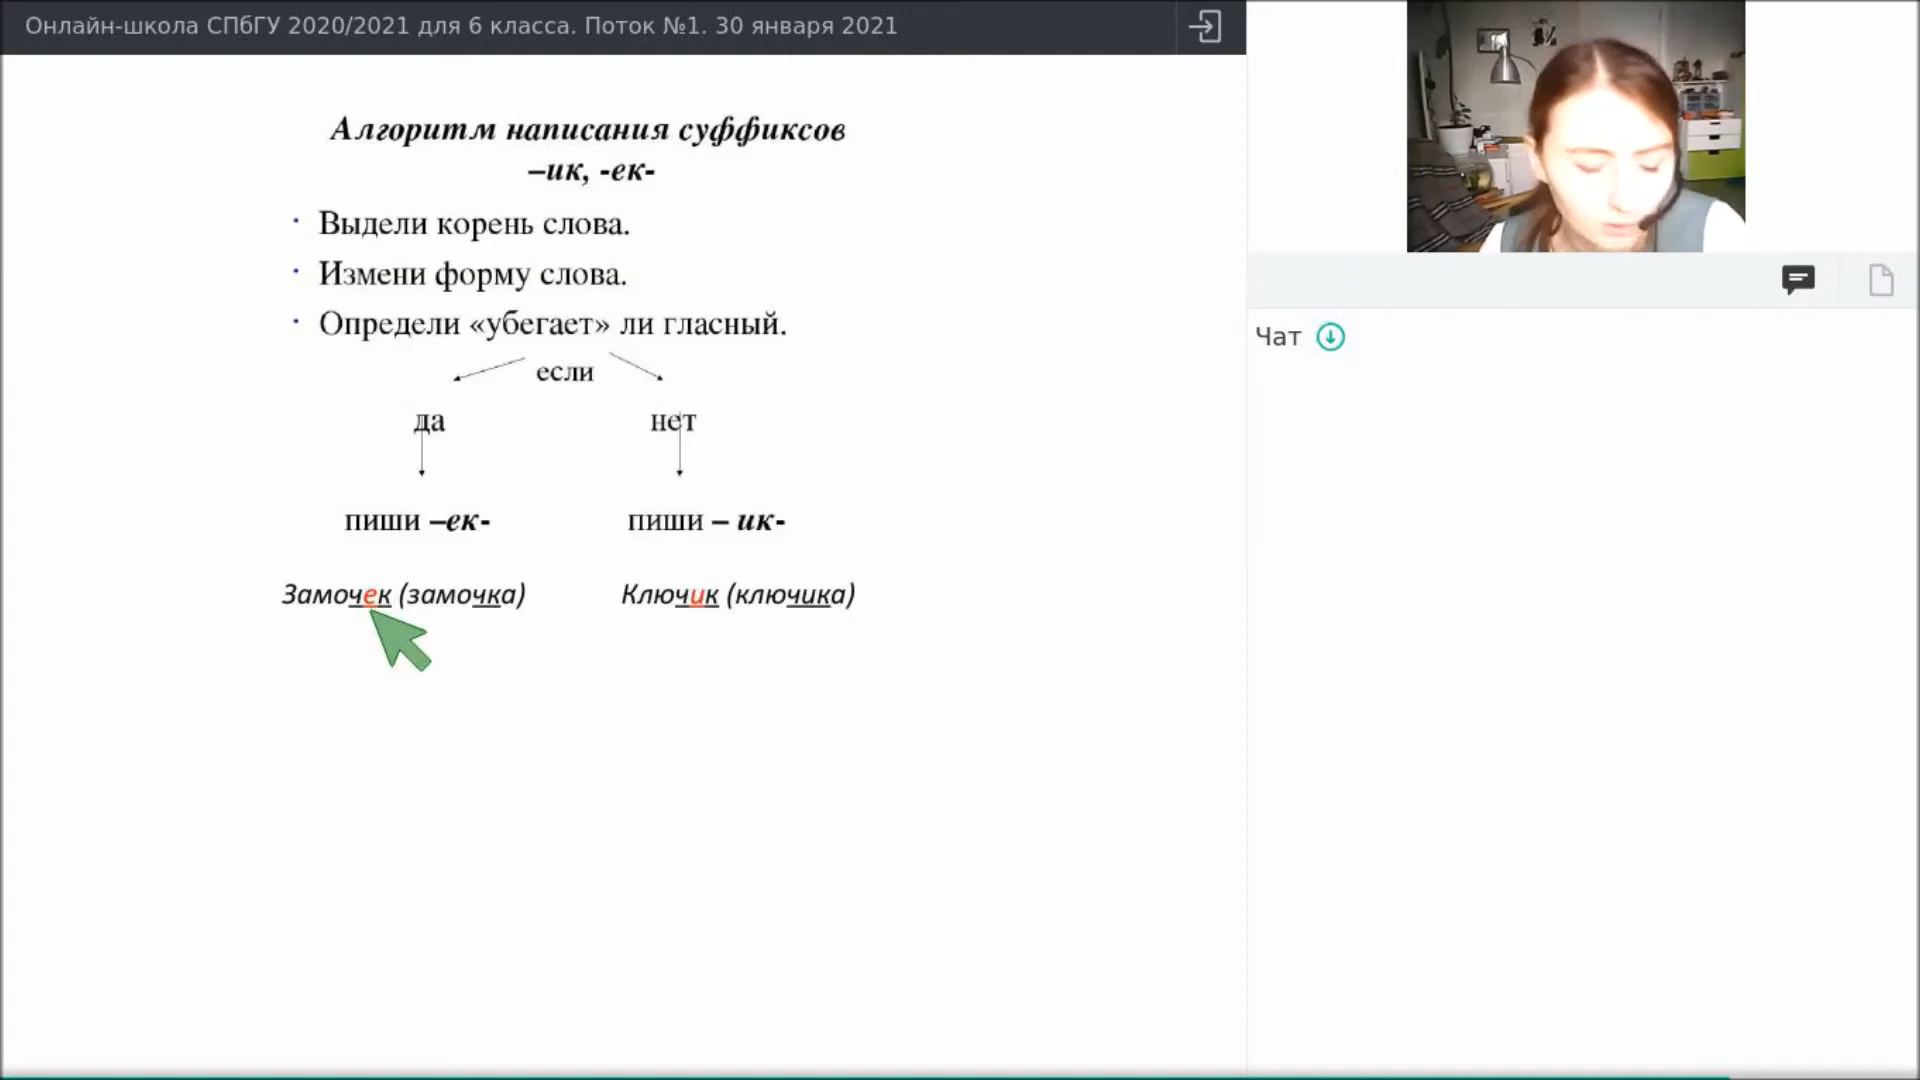 Онлайн-школа СПбГУ 2020/2021 для 6 класса. Поток №1. 30 января 2021
Алгоритм написания суффиксов
–ик, -ек-
· Выдели корень слова.
· Измени форму слова.
· Определи «убегает» ли гласный.
если
да нет
пиши –ек- пиши – ик-
Замочек (замочка) Ключик (ключика)
Чат